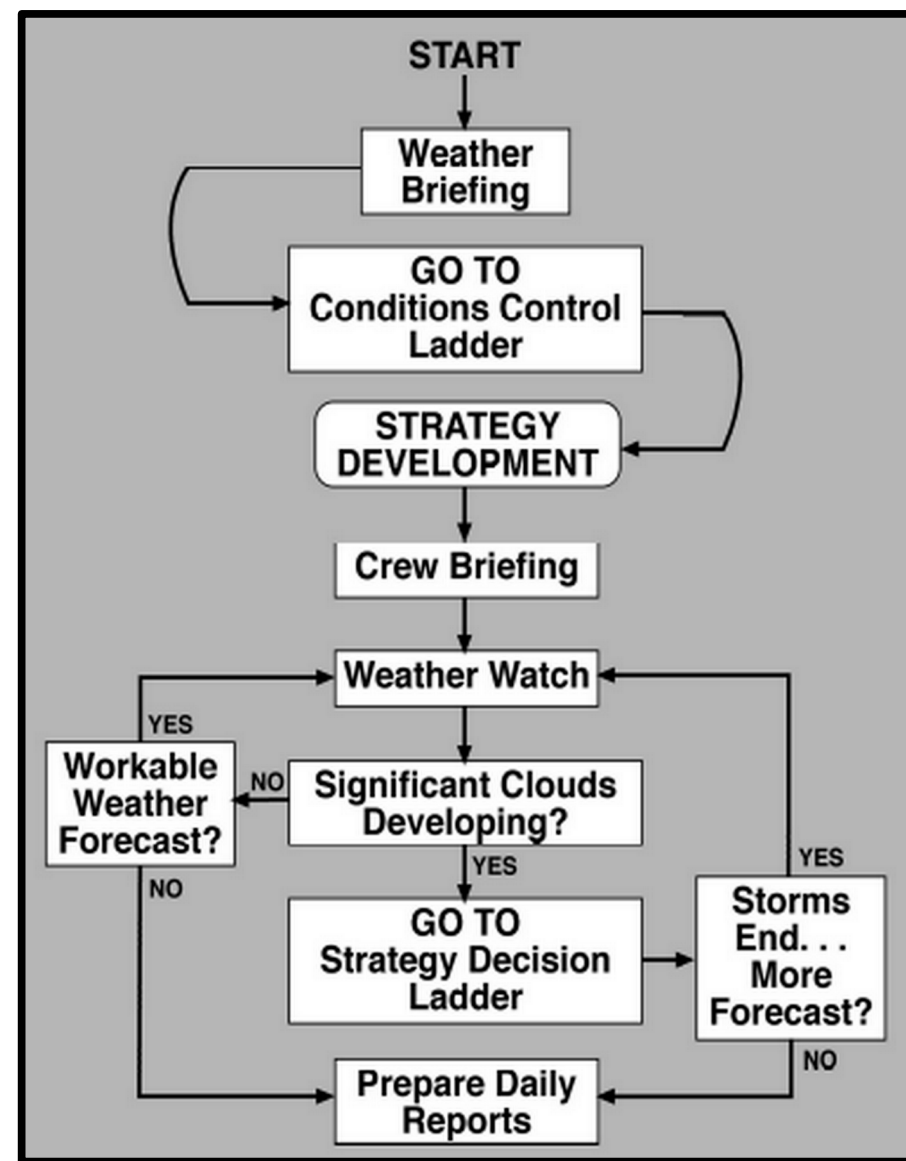 START
Weather
Briefing
GO TO
Conditions Control
Ladder
STRATEGY
DEVELOPMENT
Crew Briefing
Weather Watch
YES
Workable
Weather
Forecast?
NO
Significant Clouds
Developing?
YES
NO
GO TO
Strategy Decision
Ladder
YES
Storms
End. . .
More
Forecast?
NO
Prepare Daily
Reports